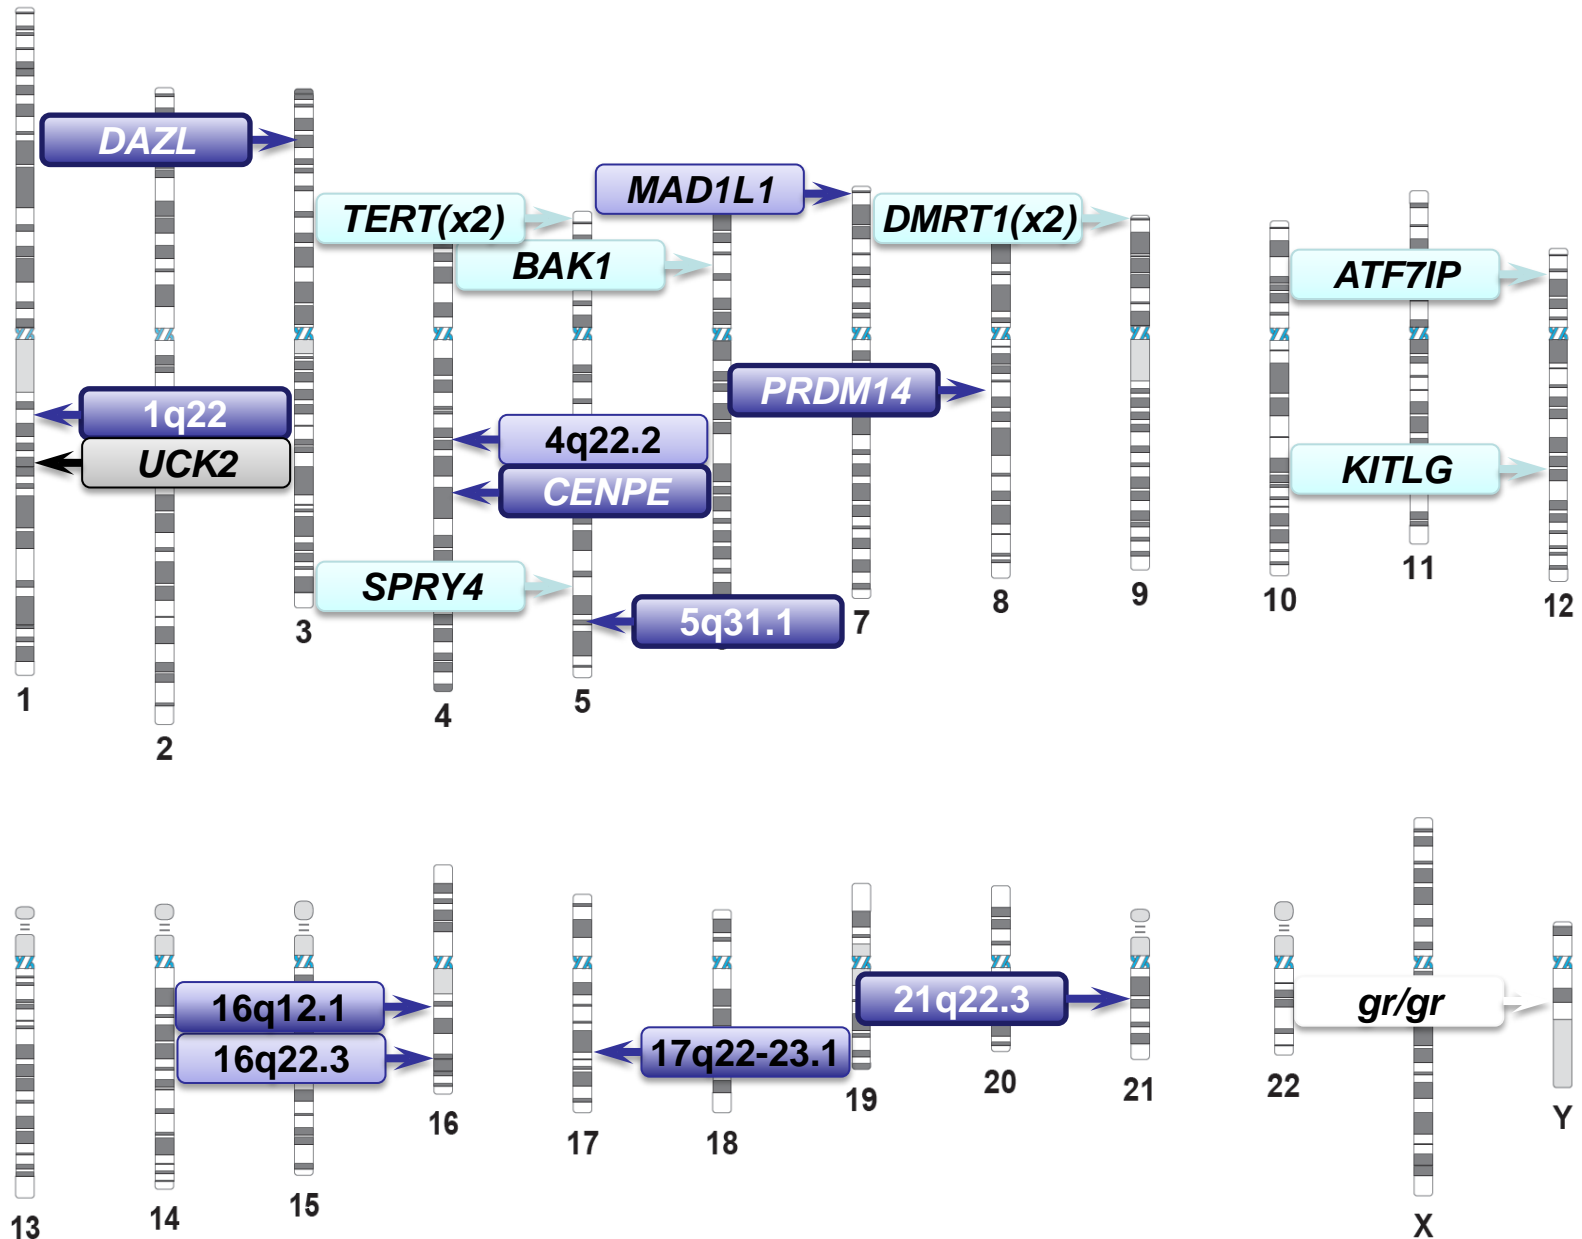 DAZL
MAD1L1
TERT(x2)
DMRT1(x2)
BAK1
ATF7IP
PRDM14
1q22
4q22.2
UCK2
KITLG
CENPE
SPRY4
5q31.1
1
2
3
4
5
7
8
9
10
11
12
16q12.1
21q22.3
gr/gr
16q22.3
17q22-23.1
13
14
15
16
17
18
19
20
21
22
X
Y